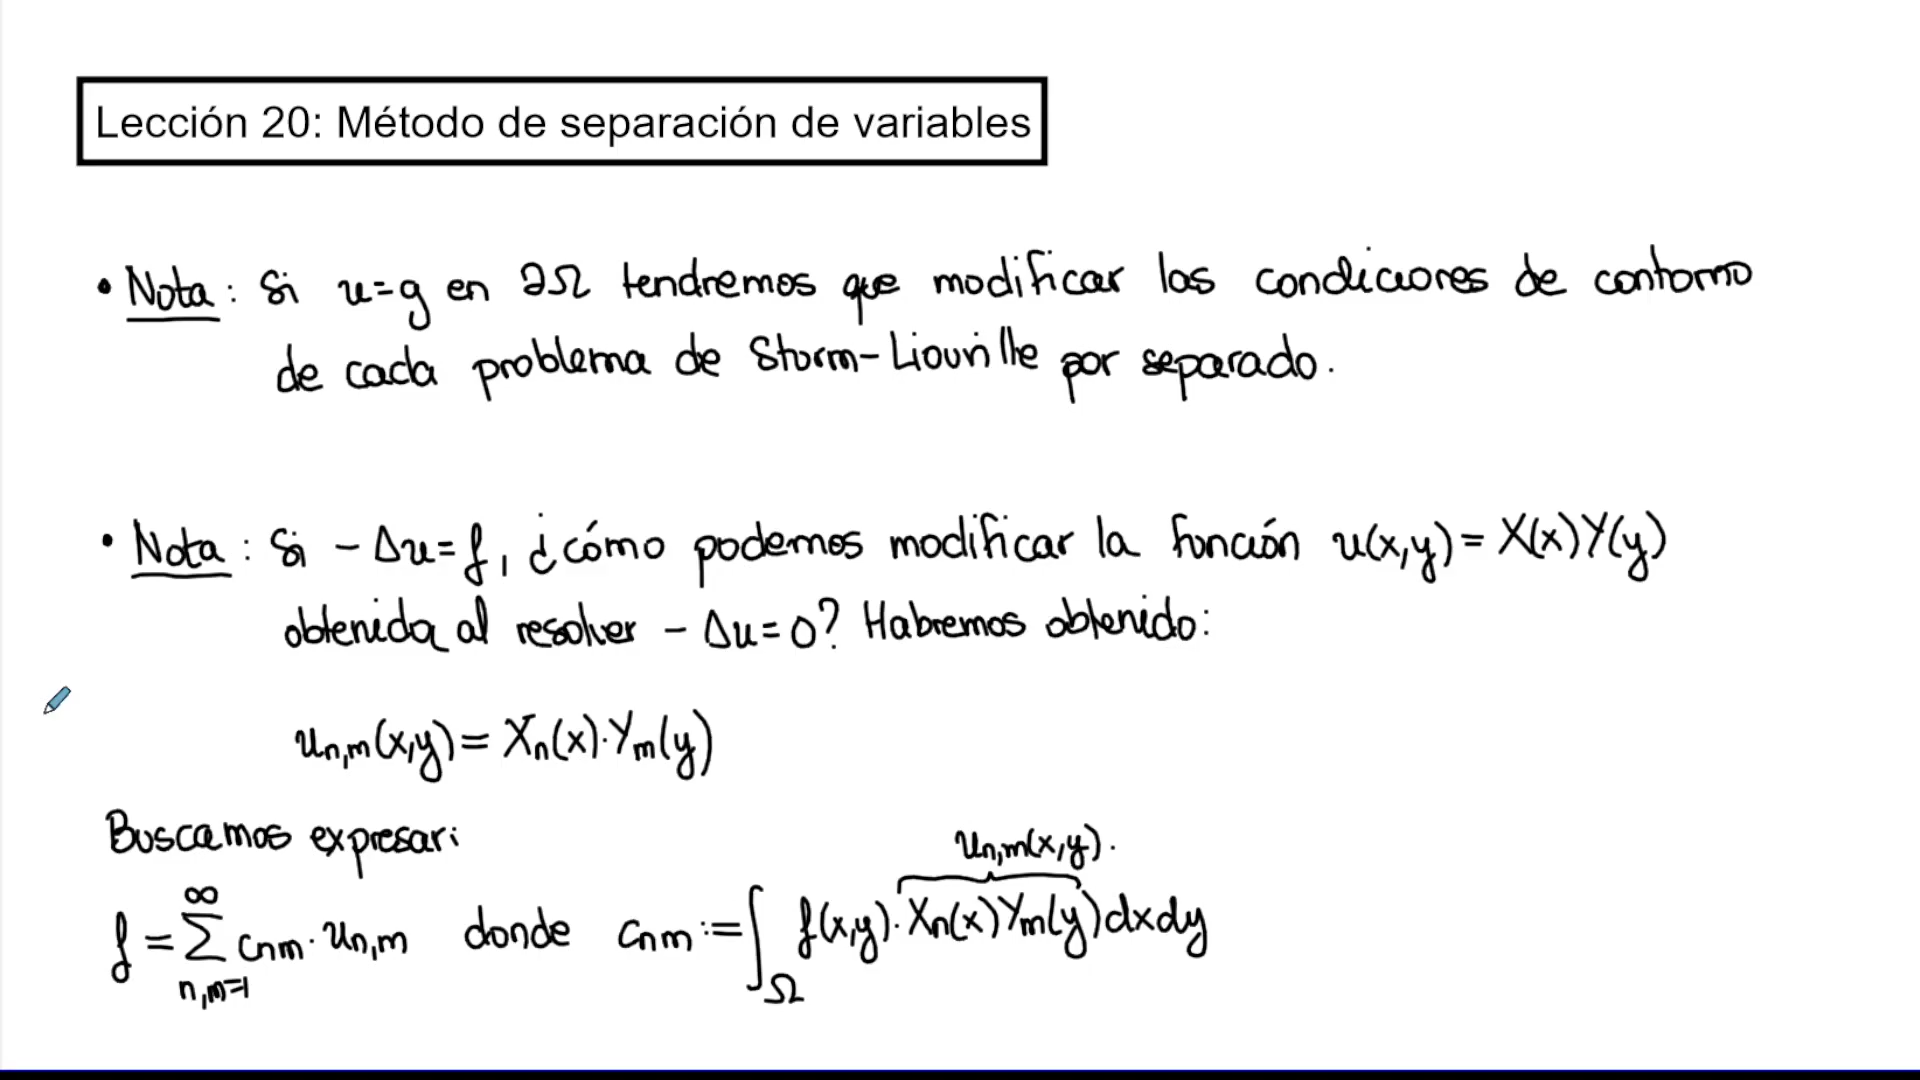 Lección 20: Método de separación de variables
• Nota: Si u=g en ∂Ω tendremos que modificar las condiciones de contorno
de cada problema de Sturm-Liouville por separado.
• Nota: Si -Δu=f, ¿cómo podemos modificar la función u(x,y)=X(x)Y(y)
obtenida al resolver -Δu=0? Habremos obtenido:
u_{n,m}(x,y)= X_n(x)·Y_m(y)
Buscamos expresar:
u_{n,m}(x,y).
f = ∑_{n,m=1}^{∞} c_{nm}·u_{n,m} donde c_{nm} := ∫_Ω f(x,y)·X_n(x)Y_m(y)dxdy